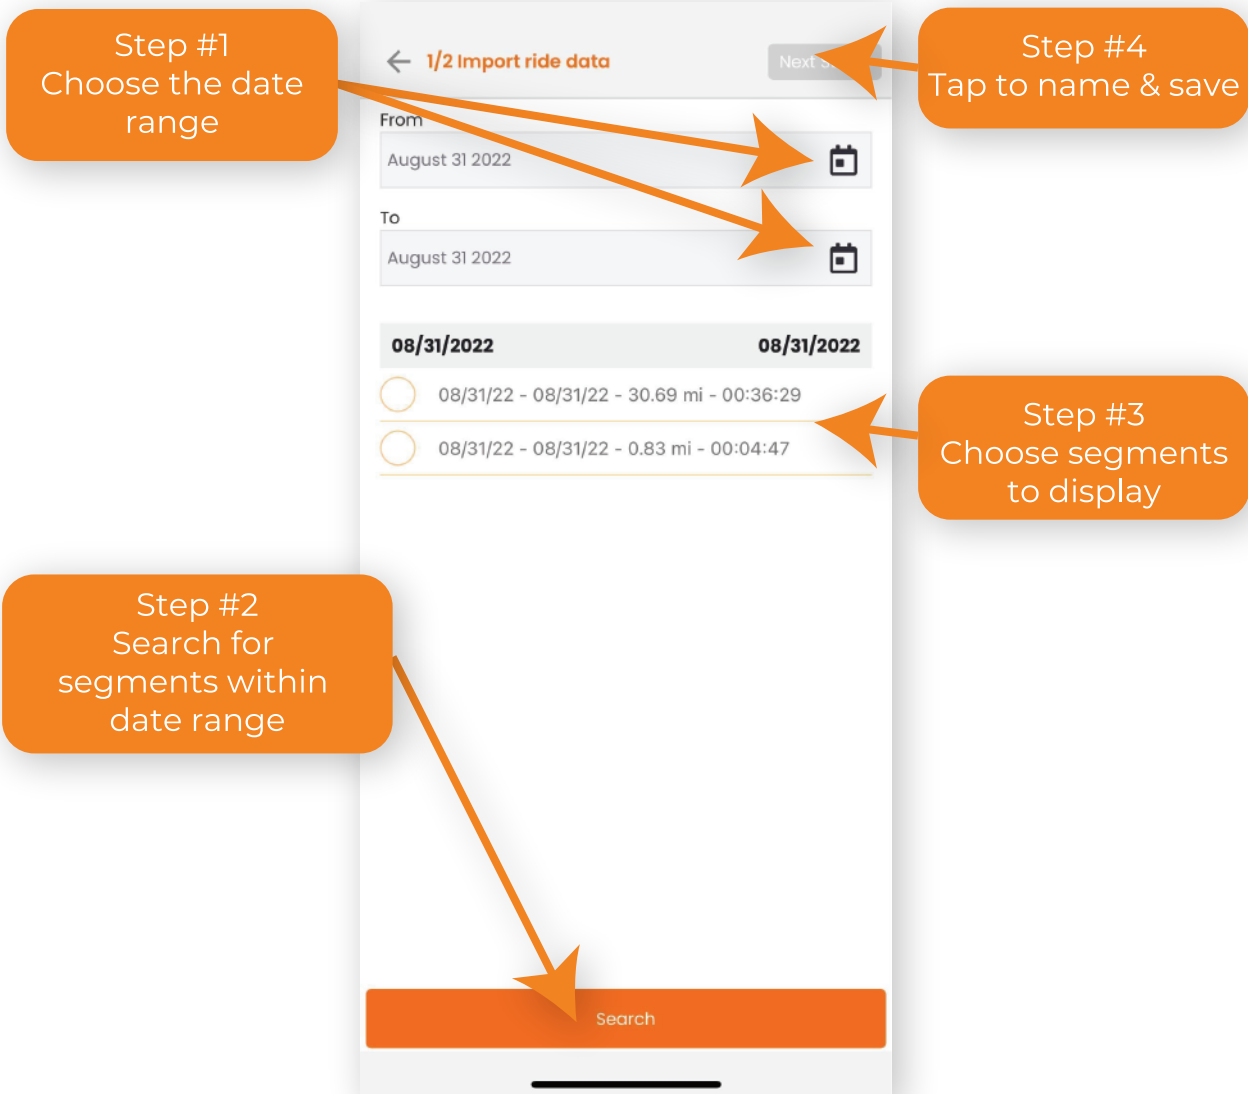 Step #1
Choose the date
range
1/2 Import ride data
Next
Step #4
Tap to name & save
From
August 31 2022
To
August 31 2022
08/31/2022 08/31/2022
08/31/22 - 08/31/22 - 30.69 mi - 00:36:29
08/31/22 - 08/31/22 - 0.83 mi - 00:04:47
Step #3
Choose segments
to display
Step #2
Search for
segments within
date range
Search